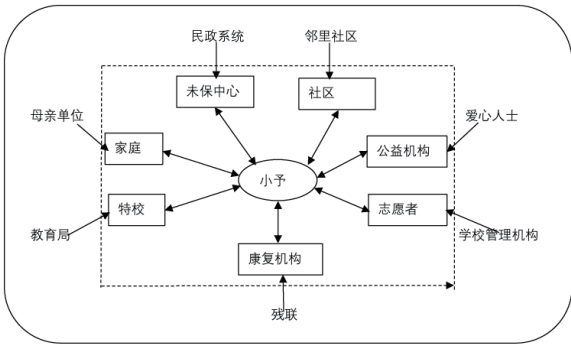 民政系统
邻里社区
未保中心
社区
母亲单位
爱心人士
家庭
公益机构
小予
特校
志愿者
教育局
学校管理机构
康复机构
残联